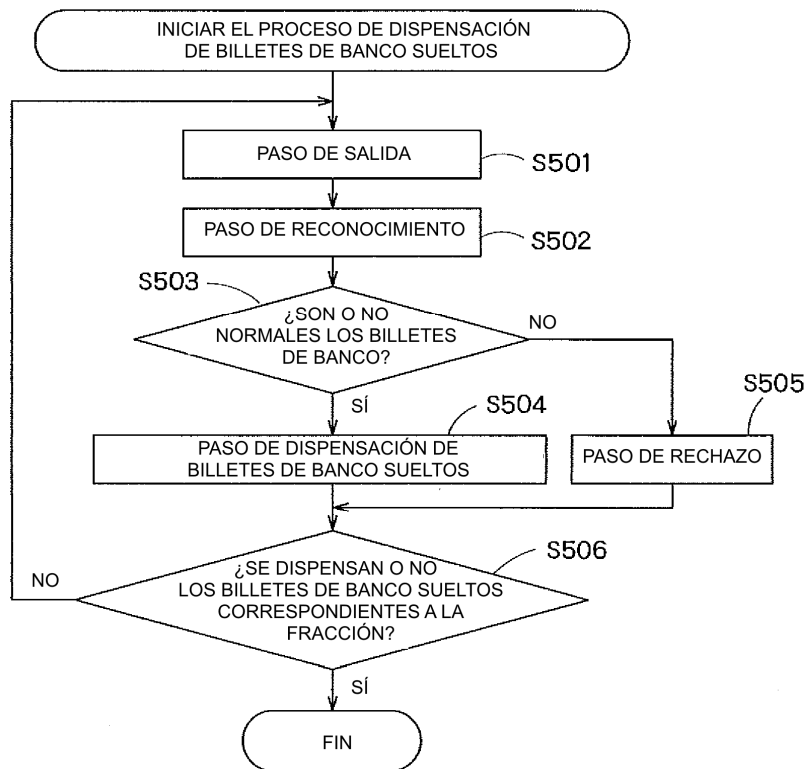 INICIAR EL PROCESO DE DISPENSACIÓN
DE BILLETES DE BANCO SUELTOS
PASO DE SALIDA
S501
PASO DE RECONOCIMIENTO
S502
S503
¿SON O NO
NORMALES LOS BILLETES
DE BANCO?
NO
SÍ
S504
S505
PASO DE DISPENSACIÓN DE
BILLETES DE BANCO SUELTOS
PASO DE RECHAZO
S506
¿SE DISPENSAN O NO
LOS BILLETES DE BANCO SUELTOS
CORRESPONDIENTES A LA
FRACCIÓN?
NO
SÍ
FIN